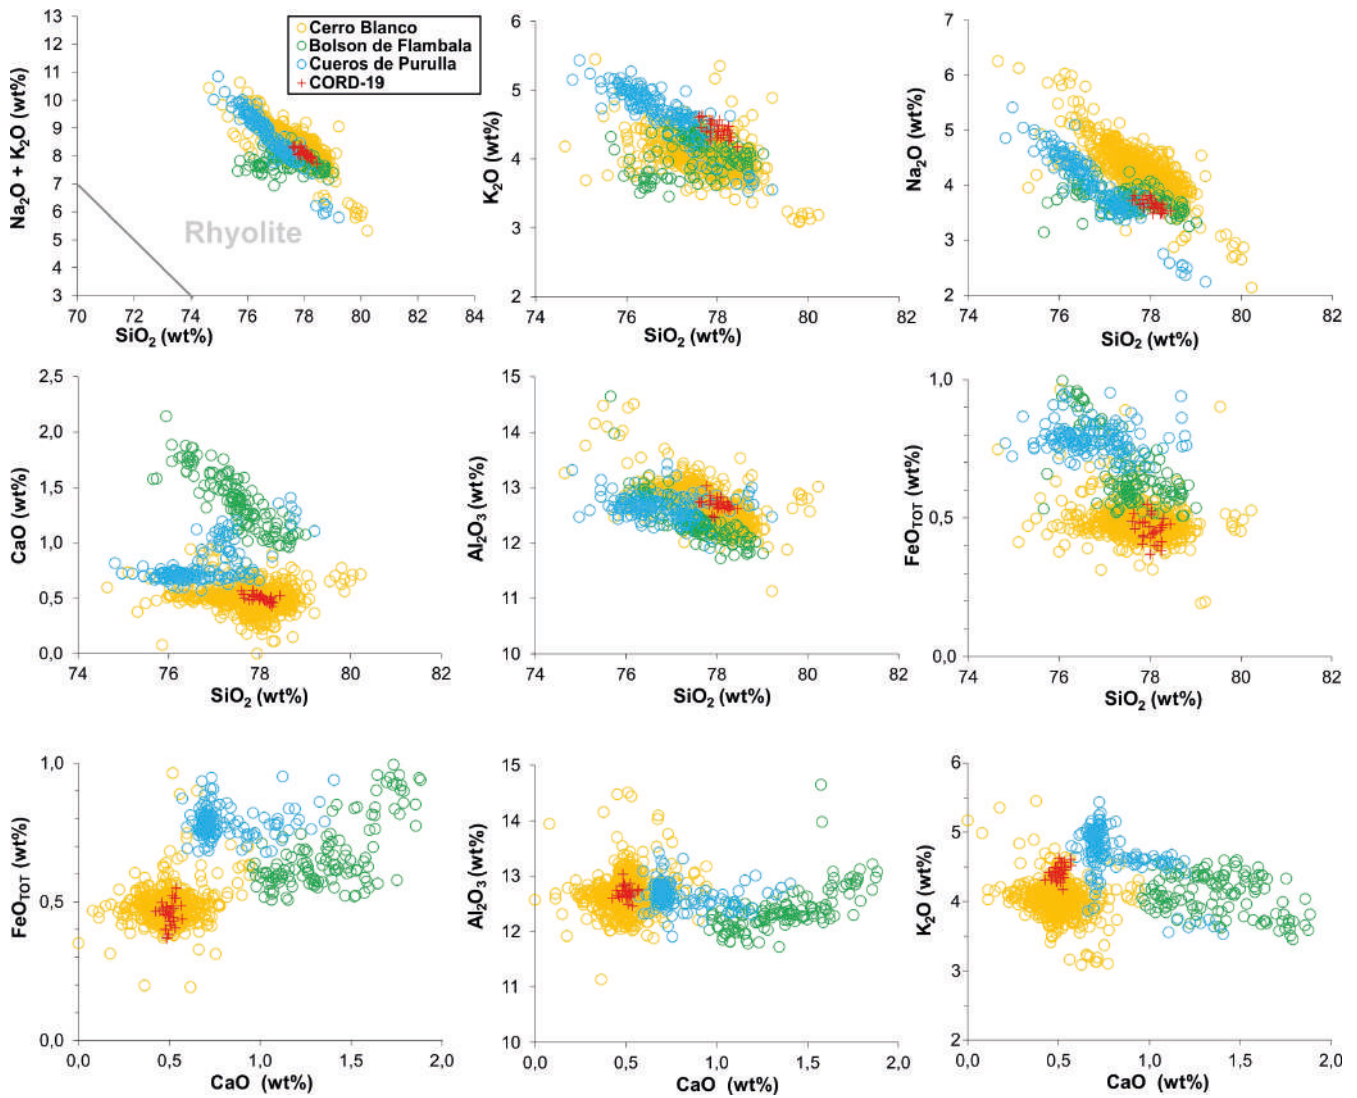 13
12
11
10
9
8
7
6
5
4
3
Na₂O + K₂O (wt%)
Cerro Blanco
Bolson de Flambala
Cueros de Purulla
CORD-19
Rhyolite
70 72 74 76 78 80 82 84
SiO₂ (wt%)
6
5
4
3
2
K₂O (wt%)
74 76 78 80 82
SiO₂ (wt%)
7
6
5
4
3
2
Na₂O (wt%)
74 76 78 80 82
SiO₂ (wt%)
2,5
2,0
1,5
1,0
0,5
0,0
CaO (wt%)
74 76 78 80 82
SiO₂ (wt%)
15
14
13
12
11
10
Al₂O₃ (wt%)
74 76 78 80 82
SiO₂ (wt%)
1,0
0,5
0,0
FeO_TOT (wt%)
74 76 78 80 82
SiO₂ (wt%)
1,0
0,5
0,0
FeO_TOT (wt%)
0,0 0,5 1,0 1,5 2,0
CaO (wt%)
15
14
13
12
11
10
Al₂O₃ (wt%)
0,0 0,5 1,0 1,5 2,0
CaO (wt%)
6
5
4
3
2
K₂O (wt%)
0,0 0,5 1,0 1,5 2,0
CaO (wt%)